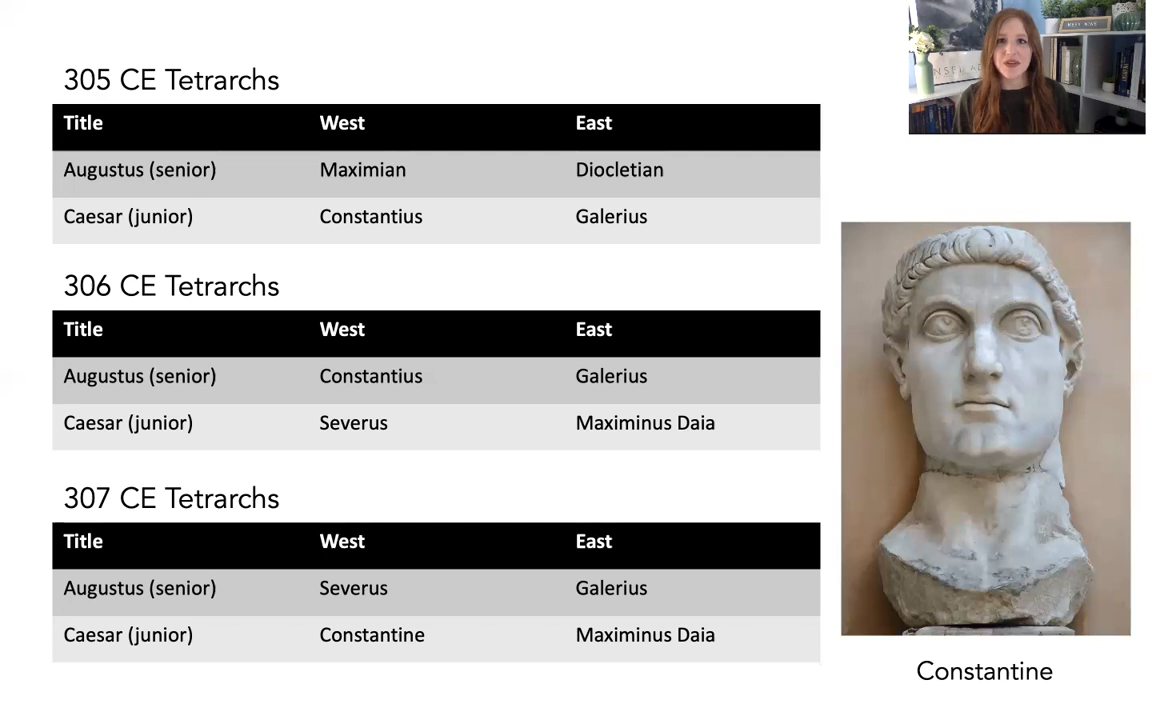 305 CE Tetrarchs
Title West East
Augustus (senior) Maximian Diocletian
Caesar (junior) Constantius Galerius
306 CE Tetrarchs
Title West East
Augustus (senior) Constantius Galerius
Caesar (junior) Severus Maximinus Daia
307 CE Tetrarchs
Title West East
Augustus (senior) Severus Galerius
Caesar (junior) Constantine Maximinus Daia
Constantine